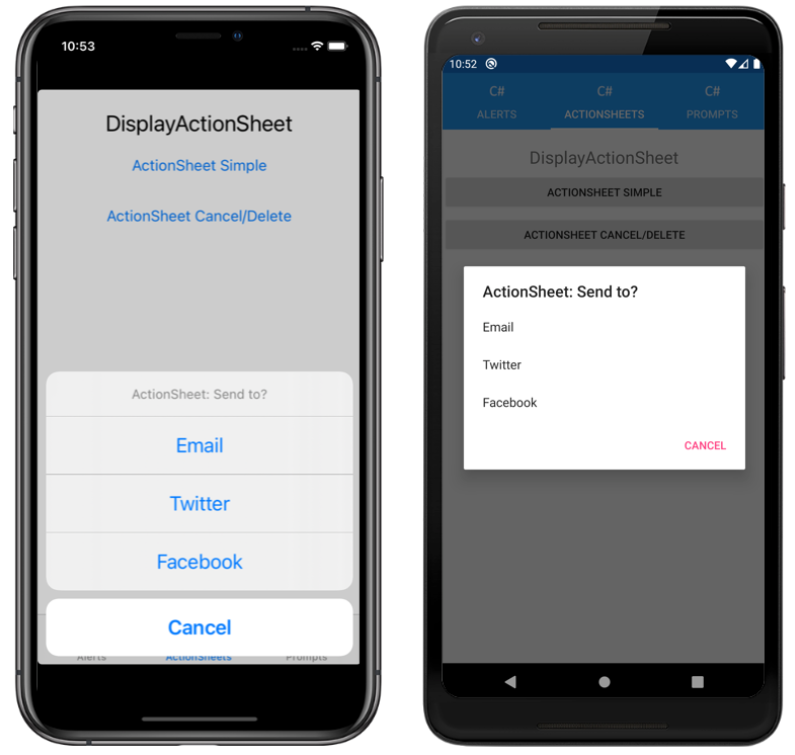 10:53
DisplayActionSheet
ActionSheet Simple
ActionSheet Cancel/Delete
ActionSheet: Send to?
Email
Twitter
Facebook
Cancel
Alerts ActionSheets Prompts
10:52
C# C# C#
ALERTS ACTIONSHEETS PROMPTS
DisplayActionSheet
ACTIONSHEET SIMPLE
ACTIONSHEET CANCEL/DELETE
ActionSheet: Send to?
Email
Twitter
Facebook
CANCEL